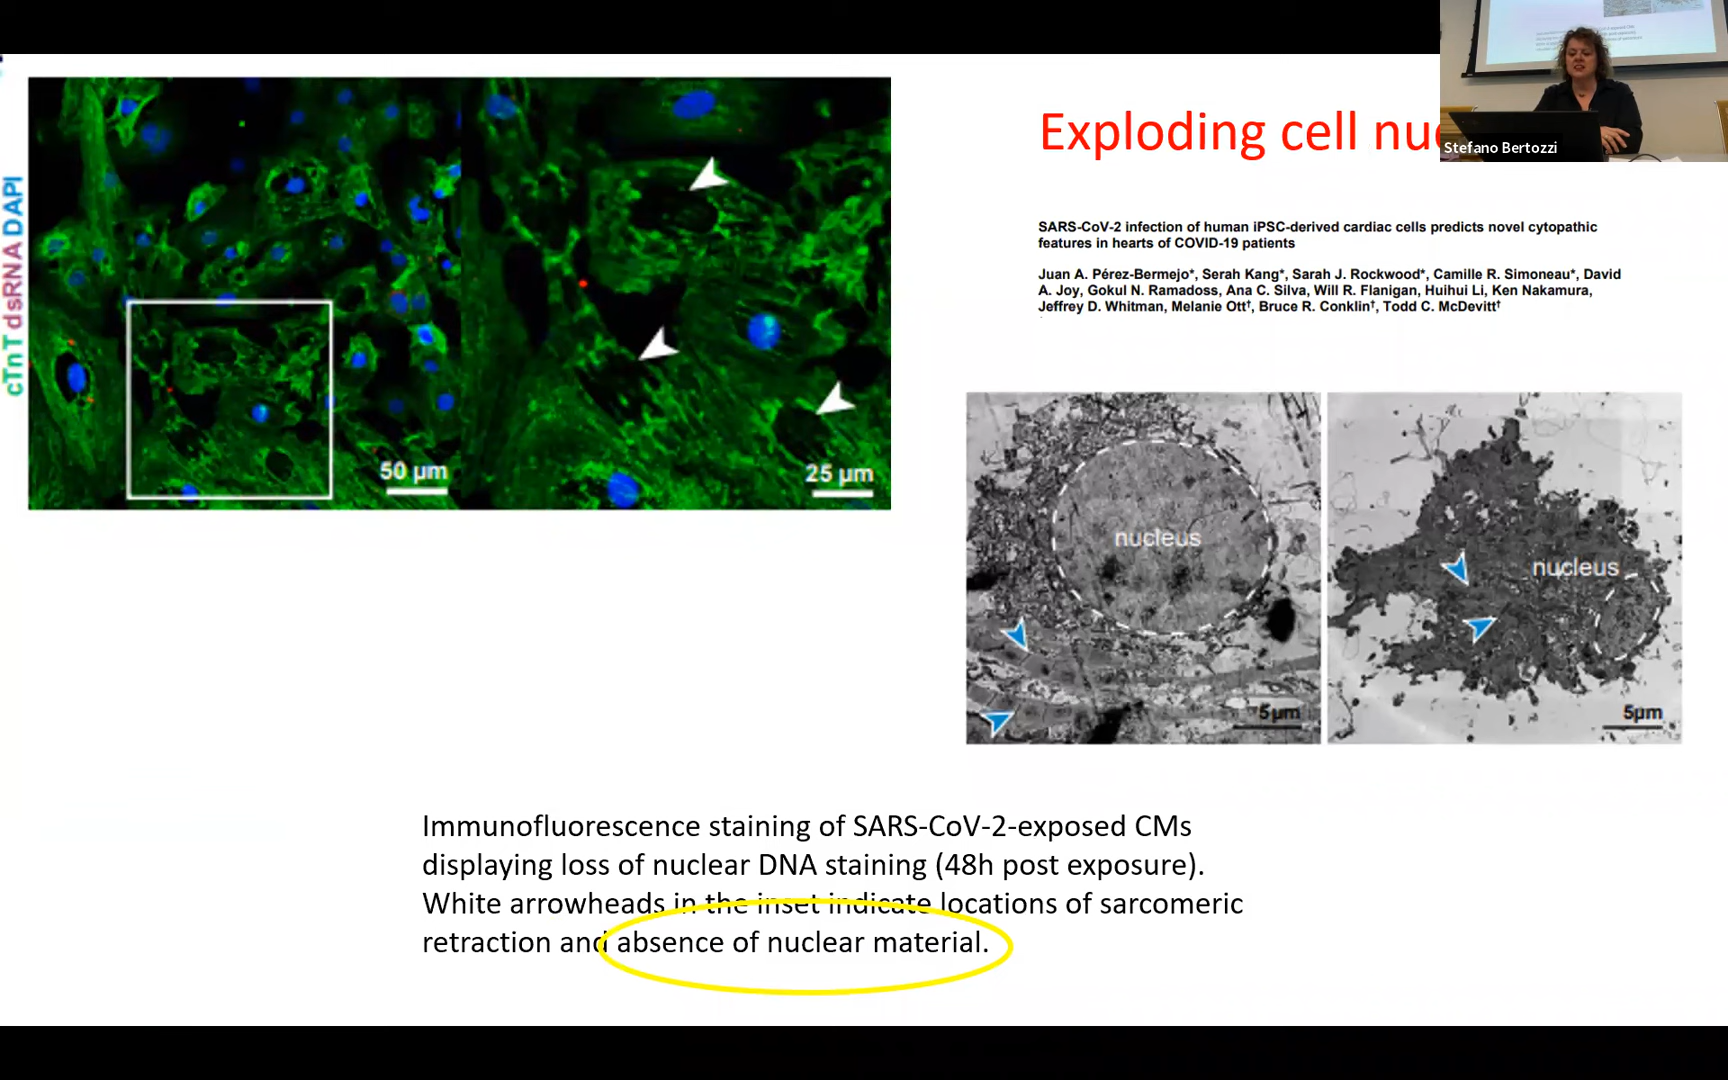 cTnT dsRNA DAPI
50 µm
25 µm
Exploding cell
Stefano Bertozzi
SARS-CoV-2 infection of human iPSC-derived cardiac cells predicts novel cytopathic
features in hearts of COVID-19 patients
Juan A. Pérez-Bermejo*, Serah Kang*, Sarah J. Rockwood*, Camille R. Simoneau*, David
A. Joy, Gokul N. Ramadoss, Ana C. Silva, Will R. Flanigan, Huihui Li, Ken Nakamura,
Jeffrey D. Whitman, Melanie Ott†, Bruce R. Conklin†, Todd C. McDevitt†
nucleus
5µm
nucleus
5µm
Immunofluorescence staining of SARS-CoV-2-exposed CMs
displaying loss of nuclear DNA staining (48h post exposure).
White arrowheads in the inset indicate locations of sarcomeric
retraction and absence of nuclear material.